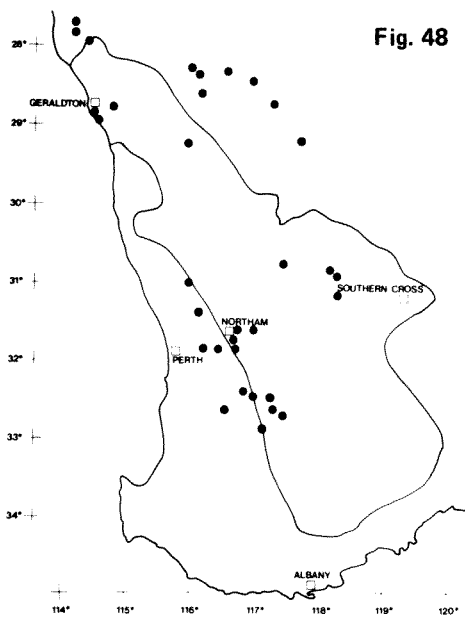 Fig. 48
28°
GERALDTON
29°
30°
31°
SOUTHERN CROSS
NORTHAM
32°
PERTH
33°
34°
ALBANY
114° 115° 116° 117° 118° 119° 120°